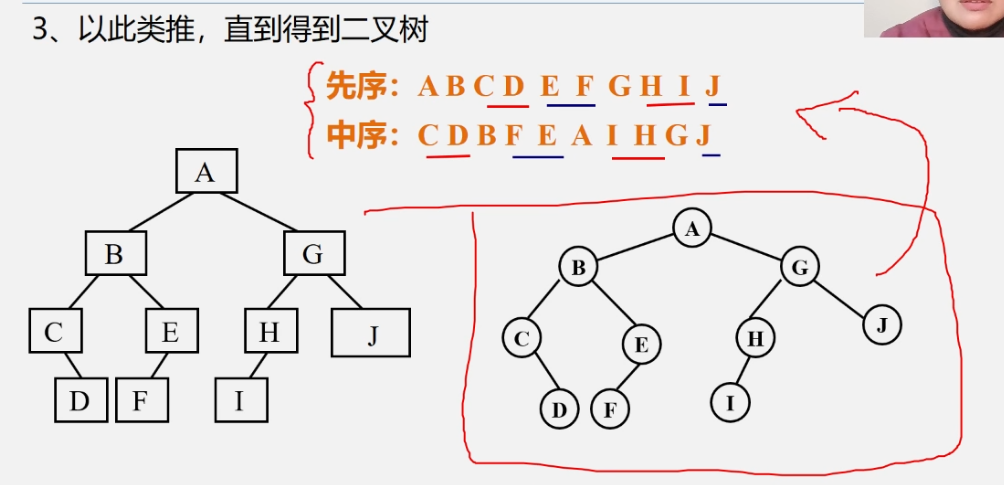 3、以此类推，直到得到二叉树
先序：A B C D E F G H I J
中序：C D B F E A I H G J
A
B G
C E H J
D F I
A
B G
C E H J
D F I